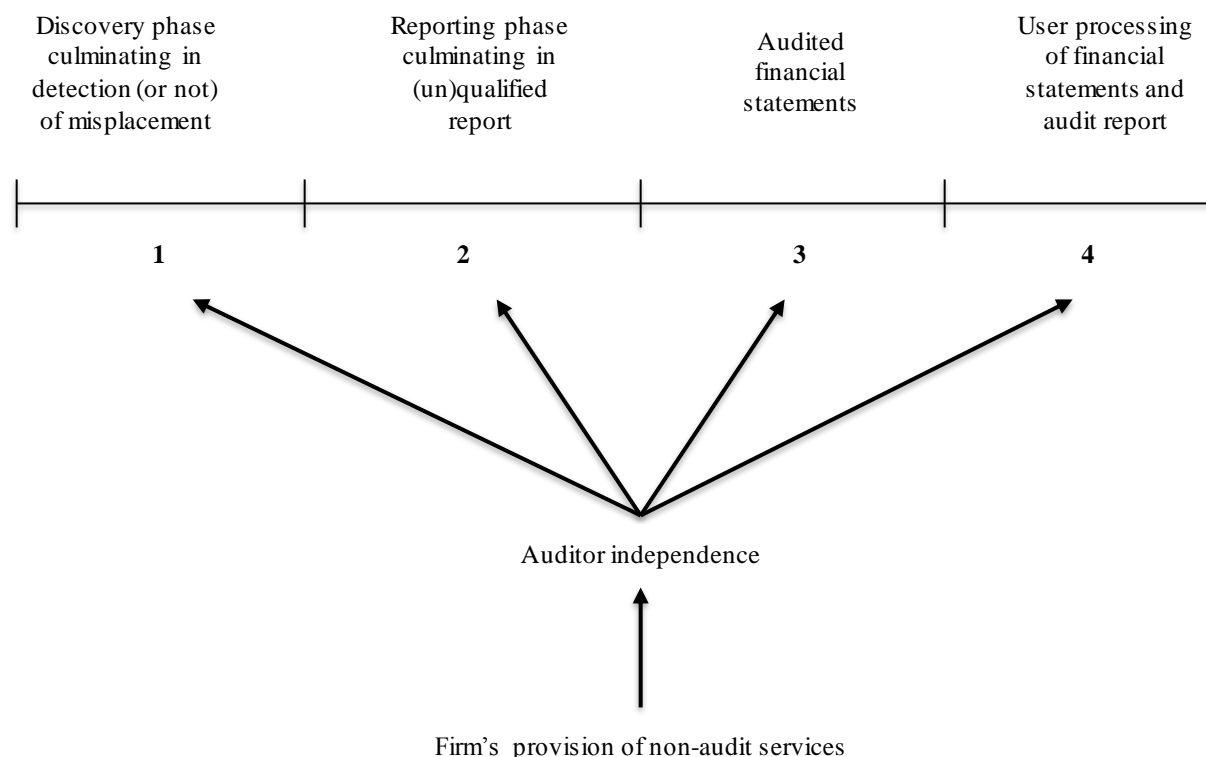 Discovery phase
culminating in
detection (or not)
of misplacement
Reporting phase
culminating in
(un)qualified
report
Audited
financial
statements
User processing
of financial
statements and
audit report
1
2
3
4
Auditor independence
Firm's provision of non-audit services